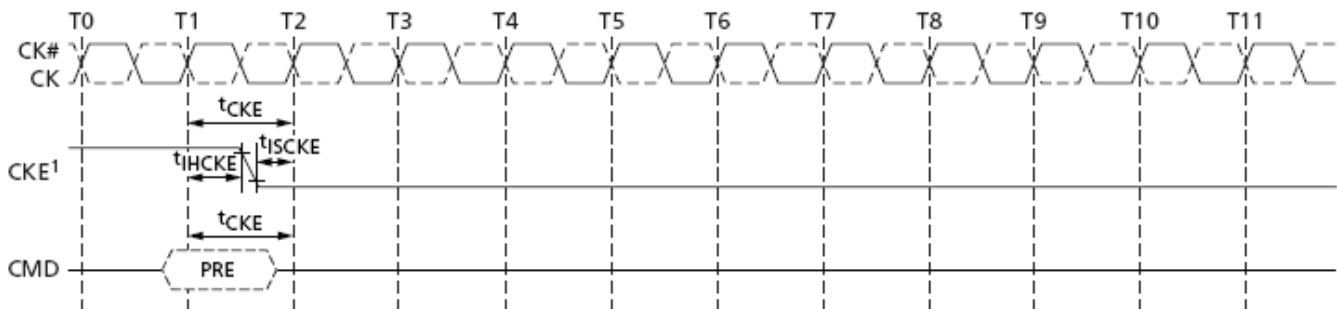 T0 T1 T2 T3 T4 T5 T6 T7 T8 T9 T10 T11
CK#
CK
tCKE
tISCKE
tIHCKE
CKE1
tCKE
CMD
PRE